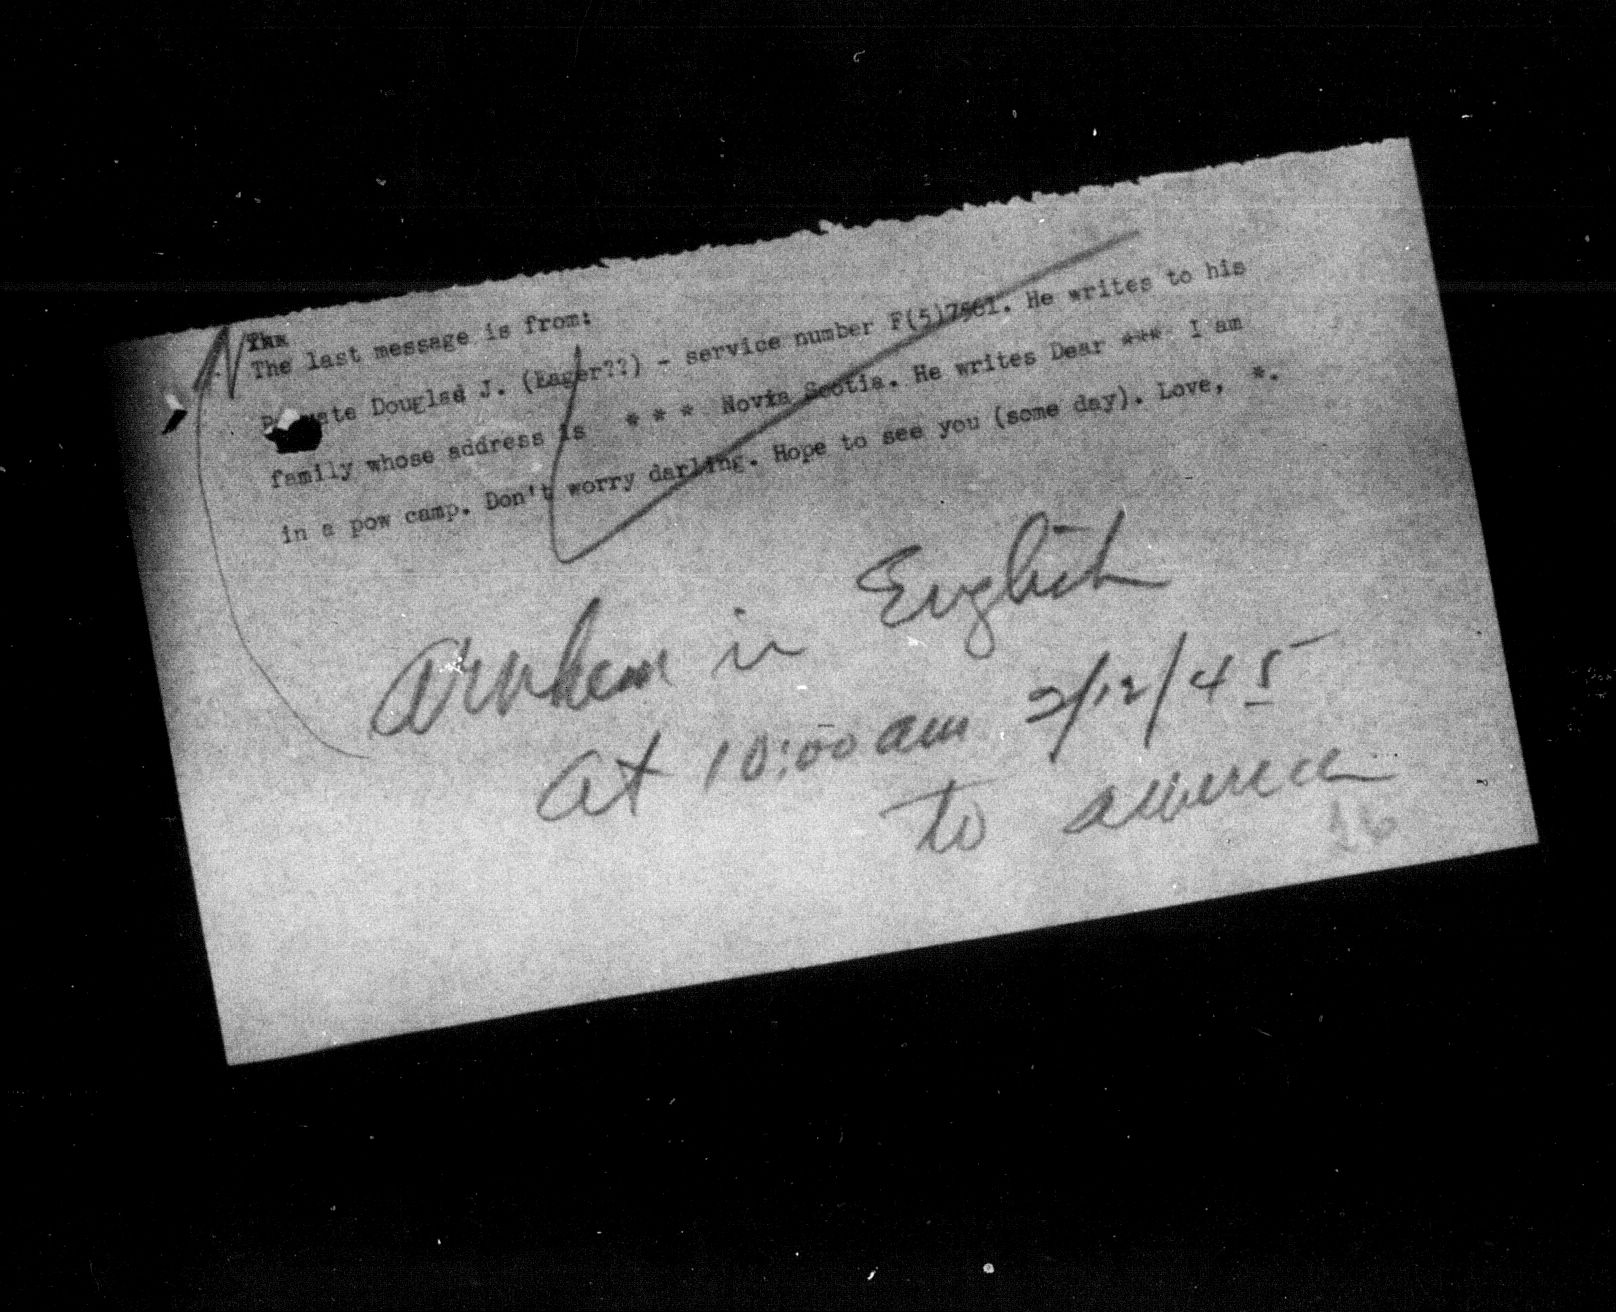 The last message is from:
Private Douglas J. (Eager??) - service number F(5)7561. He writes to his
family whose address is * * * Novia Scotia. He writes Dear *** I am
in a pow camp. Don't worry darling. Hope to see you (some day). Love, *.
Arnhem in English
at 10:00 am 2/12/45
to America
16